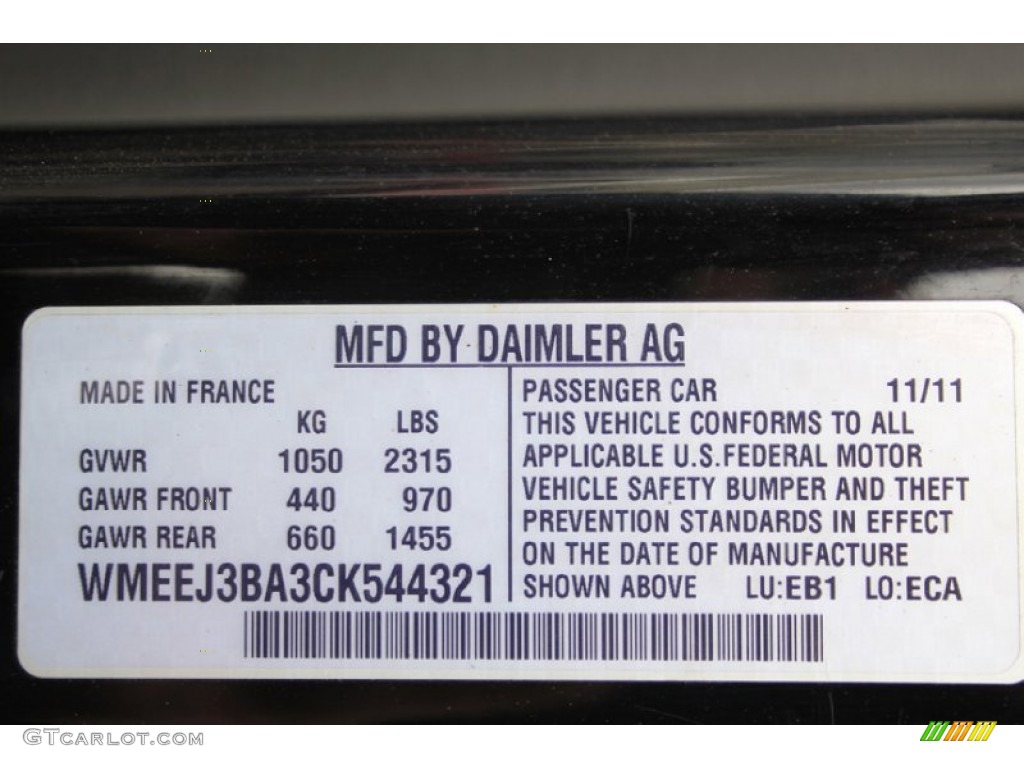 MFD BY DAIMLER AG
MADE IN FRANCE
KG LBS
GVWR 1050 2315
GAWR FRONT 440 970
GAWR REAR 660 1455
WMEEJ3BA3CK544321
PASSENGER CAR 11/11
THIS VEHICLE CONFORMS TO ALL
APPLICABLE U.S.FEDERAL MOTOR
VEHICLE SAFETY BUMPER AND THEFT
PREVENTION STANDARDS IN EFFECT
ON THE DATE OF MANUFACTURE
SHOWN ABOVE LU:EB1 LO:ECA
GTCARLOT.COM